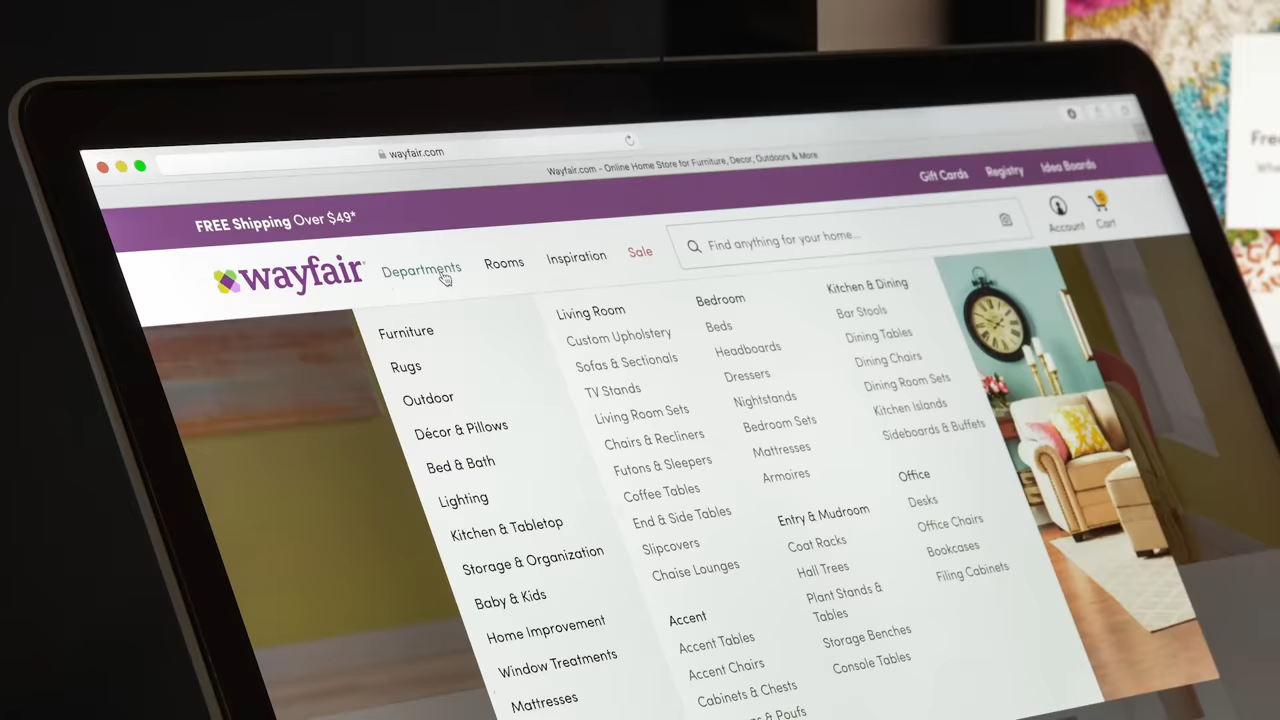 wayfair.com
Wayfair.com - Online Home Store for Furniture, Decor, Outdoors & More
Gift Cards Registry Idea Boards
FREE Shipping Over $49*
wayfair
Departments Rooms Inspiration Sale
Find anything for your home...
Account Cart
Furniture
Rugs
Outdoor
Décor & Pillows
Bed & Bath
Lighting
Kitchen & Tabletop
Storage & Organization
Baby & Kids
Home Improvement
Window Treatments
Mattresses
Living Room
Custom Upholstery
Sofas & Sectionals
TV Stands
Living Room Sets
Chairs & Recliners
Futons & Sleepers
Coffee Tables
End & Side Tables
Slipcovers
Chaise Lounges
Accent
Accent Tables
Accent Chairs
Cabinets & Chests
& Poufs
Bedroom
Beds
Headboards
Dressers
Nightstands
Bedroom Sets
Mattresses
Armoires
Entry & Mudroom
Coat Racks
Hall Trees
Plant Stands &
Tables
Storage Benches
Console Tables
Kitchen & Dining
Bar Stools
Dining Tables
Dining Chairs
Dining Room Sets
Kitchen Islands
Sideboards & Buffets
Office
Desks
Office Chairs
Bookcases
Filing Cabinets